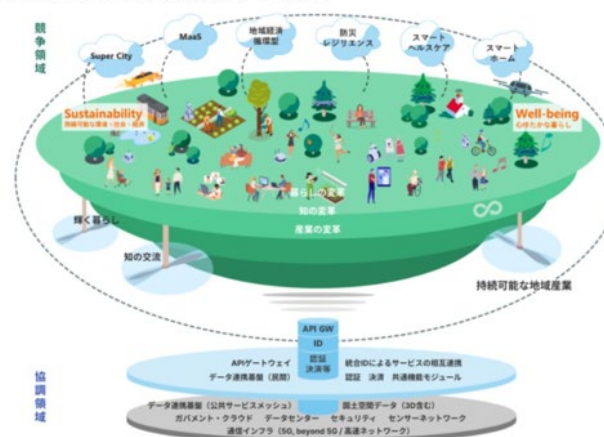 競争領域
Super City
MaaS
地域経済
循環型
防災
レジリエンス
スマート
ヘルスケア
スマート
ホーム
Sustainability
持続可能な環境・社会・経済
Well-being
心ゆたかな暮らし
暮らしの変革
知の変革
産業の変革
輝く暮らし
知の交流
持続可能な地域産業
API GW
ID
認証
決済等
協調領域
APIゲートウェイ
統合IDによるサービスの相互連携
データ連携基盤（民間）
認証 決済 共通機能モジュール
データ連携基盤（公共サービスメッシュ）
国土空間データ（3D含む）
ガバメント・クラウド データセンター セキュリティ センサーネットワーク
通信インフラ（5G, beyond 5G / 高速ネットワーク）